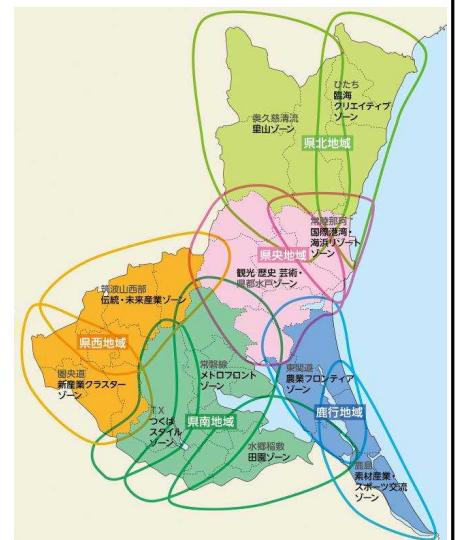 ひたち
臨海
クリエイティブ
ゾーン
奥久慈清流
里山ゾーン
県北地域
常陸那珂
国際港湾・
海浜リゾート
ゾーン
県央地域
観光 歴史 芸術・
県都水戸ゾーン
筑波山西部
伝統・未来産業ゾーン
県西地域
圏央道
新産業クラスター
ゾーン
常磐線
メトロフロント
ゾーン
東関道
農業フロンティア
ゾーン
TX
つくば
スタイル
ゾーン
県南地域
鹿行地域
水郷稲敷
田園ゾーン
鹿島
素材産業・
スポーツ交流
ゾーン